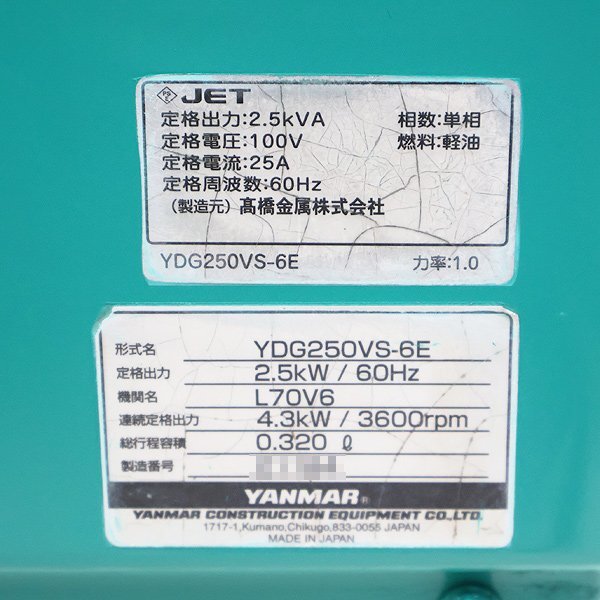 JET
定格出力:2.5kVA 相数:単相
定格電圧:100V 燃料:軽油
定格電流:25A
定格周波数:60Hz
(製造元) 髙橋金属株式会社
YDG250VS-6E 力率:1.0
形式名 YDG250VS-6E
定格出力 2.5kW / 60Hz
機関名 L70V6
連続定格出力 4.3kW / 3600rpm
総行程容積 0.320 ℓ
製造番号
YANMAR®
YANMAR CONSTRUCTION EQUIPMENT CO.,LTD.
1717-1,Kumano,Chikugo,833-0055 JAPAN
MADE IN JAPAN